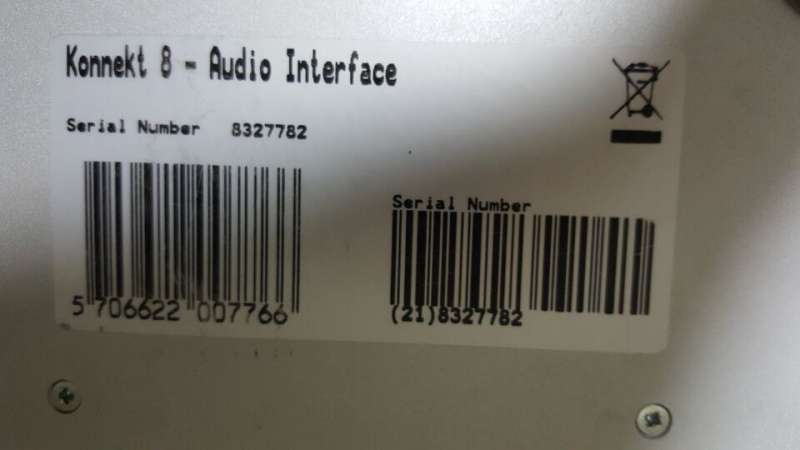 Konnekt 8 - Audio Interface
Serial Number 8327782
5 706622 007766
Serial Number
(21)8327782